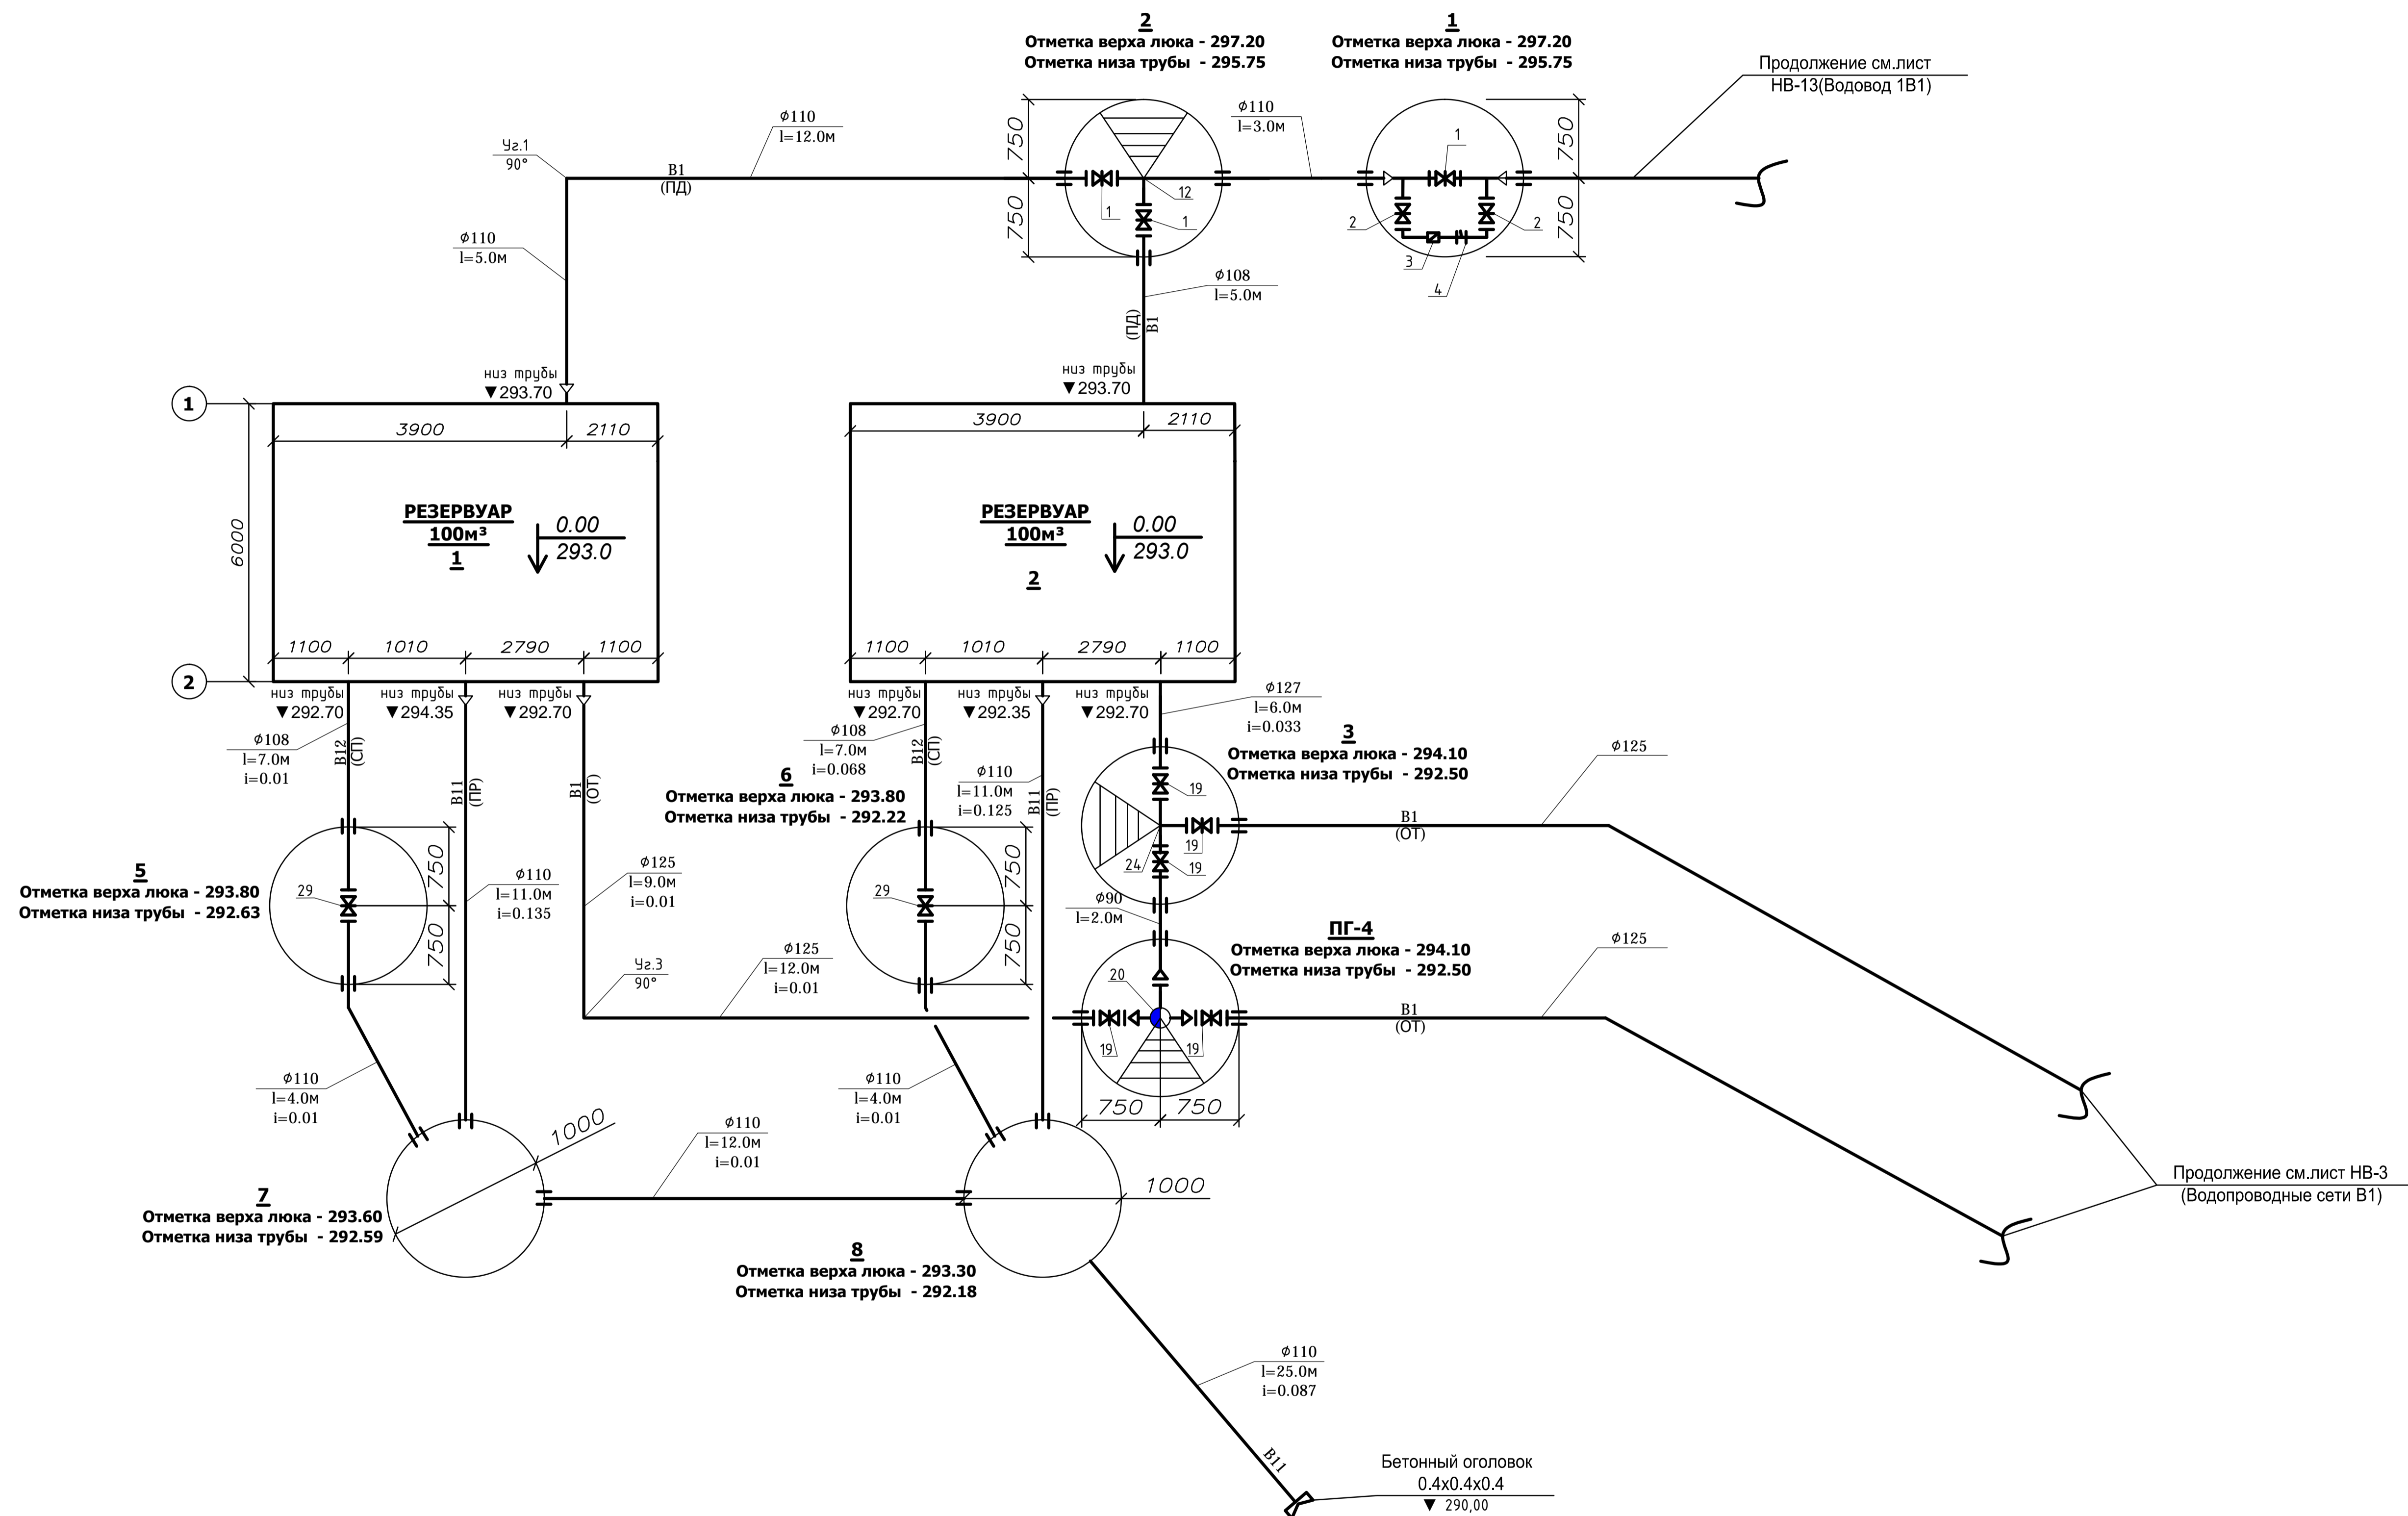 2
Отметка верха люка - 297.20
Отметка низа трубы - 295.75
1
Отметка верха люка - 297.20
Отметка низа трубы - 295.75
Продолжение см.лист
НВ-13(Водовод 1В1)
Уг.1
90°
ϕ110
l=12.0м
В1
(ПД)
750
750
1
12
1
ϕ110
l=3.0м
1
2
2
3
4
750
750
ϕ110
l=5.0м
ϕ108
l=5.0м
(ПД)
В1
низ трубы
▼293.70
низ трубы
▼293.70
1
2
6000
3900
2110
РЕЗЕРВУАР
100м³
1
0.00
293.0
1100
1010
2790
1100
3900
2110
РЕЗЕРВУАР
100м³
2
0.00
293.0
1100
1010
2790
1100
низ трубы
▼292.70
низ трубы
▼294.35
низ трубы
▼292.70
низ трубы
▼292.70
низ трубы
▼292.35
низ трубы
▼292.70
ϕ127
l=6.0м
i=0.033
ϕ108
l=7.0м
i=0.01
В12
(СП)
В11
(ПР)
В1
(ОТ)
ϕ108
l=7.0м
i=0.068
В12
(СП)
ϕ110
l=11.0м
i=0.125
В11
(ПР)
3
Отметка верха люка - 294.10
Отметка низа трубы - 292.50
6
Отметка верха люка - 293.80
Отметка низа трубы - 292.22
19
19
19
24
В1
(ОТ)
ϕ125
5
Отметка верха люка - 293.80
Отметка низа трубы - 292.63
29
750
750
ϕ110
l=11.0м
i=0.135
ϕ125
l=9.0м
i=0.01
29
750
750
ϕ90
l=2.0м
ПГ-4
Отметка верха люка - 294.10
Отметка низа трубы - 292.50
Уг.3
90°
ϕ125
l=12.0м
i=0.01
20
19
19
750
750
В1
(ОТ)
ϕ125
ϕ110
l=4.0м
i=0.01
ϕ110
l=4.0м
i=0.01
1000
ϕ110
l=12.0м
i=0.01
1000
7
Отметка верха люка - 293.60
Отметка низа трубы - 292.59
8
Отметка верха люка - 293.30
Отметка низа трубы - 292.18
Продолжение см.лист НВ-3
(Водопроводные сети В1)
ϕ110
l=25.0м
i=0.087
В11
Бетонный оголовок
0.4х0.4х0.4
▼ 290,00